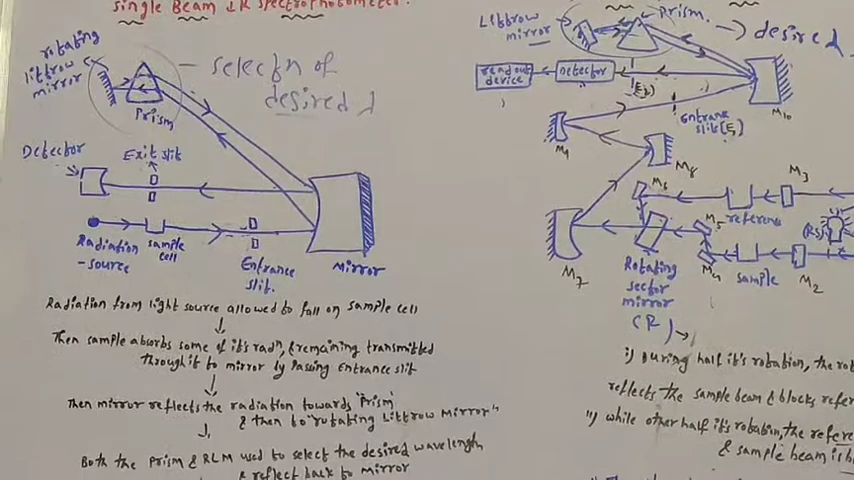 single Beam IR spectrophotometer.
rotating
littrow
mirror
- selectn of
desired λ
Prism
Detector
Exit slit
Radiation
- source
sample
cell
Entrance
slit.
Mirror
Radiation from light source allowed to fall on sample cell
↓
Then sample absorbs some of it's radn, & remaining transmitted
through it to mirror by passing Entrance slit
↓
Then mirror reflects the radiation towards "Prism"
& then to "rotating Littrow Mirror"
↓
Both the prism & RLM used to select the desired wavelength
& reflect back to mirror
Littrow
mirror
Prism.
→ desired λ
readout
device
Detector
(E2)
Entrance
slit(E1)
M10
M9
M8
M3
M6
reference
M5
(RS)
M4
sample
M2
M7
Rotating
sector
mirror
(R)
i) During half it's rotation, the
reflects the sample beam & blocks
ii) while other half it's rotation, the
& sample beam is